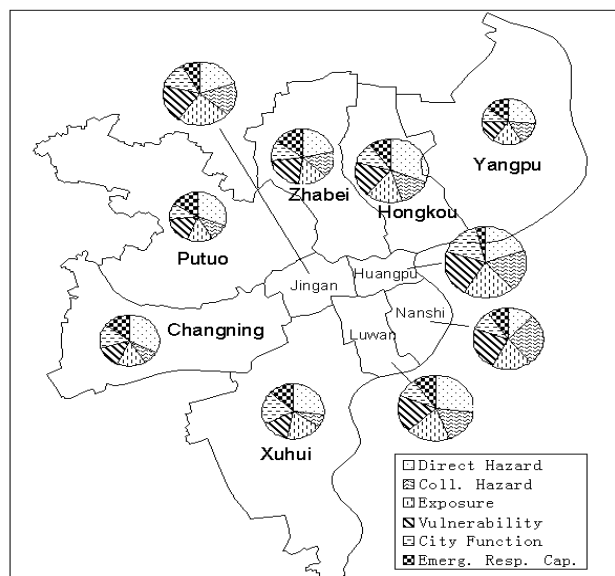 Yangpu
Zhabei
Hongkou
Putuo
Huangpu
Jingan
Nanshi
Changning
Luwan
Xuhui
Direct Hazard
Coll. Hazard
Exposure
Vulnerability
City Function
Emerg. Resp. Cap.